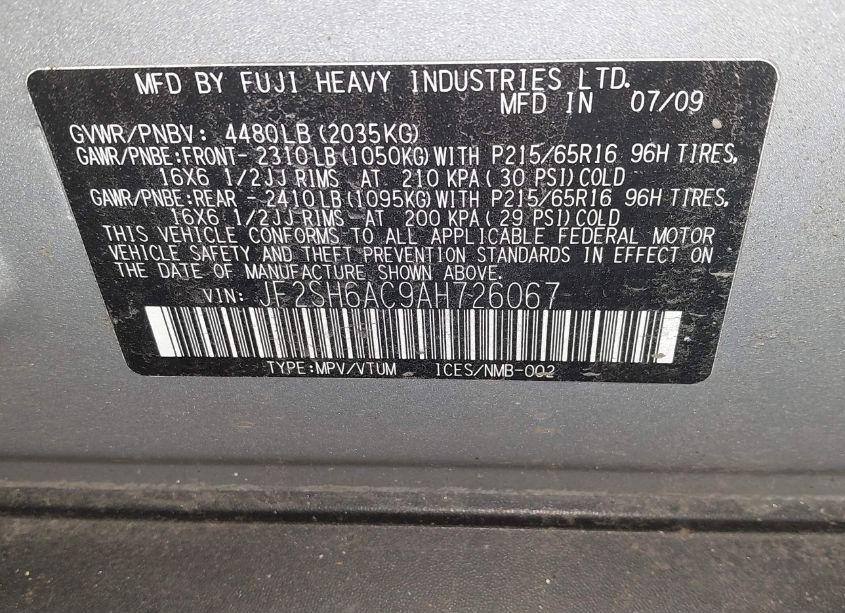 MFD BY FUJI HEAVY INDUSTRIES LTD.
MFD IN 07/09
GVWR/PNBV: 4480LB (2035KG)
GAWR/PNBE:FRONT- 2310LB (1050KG) WITH P215/65R16 96H TIRES,
16X6 1/2JJ RIMS AT 210 KPA ( 30 PSI) COLD
GAWR/PNBE:REAR - 2410LB (1095KG) WITH P215/65R16 96H TIRES,
16X6 1/2JJ RIMS AT 200 KPA ( 29 PSI) COLD
THIS VEHICLE CONFORMS TO ALL APPLICABLE FEDERAL MOTOR
VEHICLE SAFETY AND THEFT PREVENTION STANDARDS IN EFFECT ON
THE DATE OF MANUFACTURE SHOWN ABOVE.
VIN: JF2SH6AC9AH726067
TYPE:MPV/VTUM ICES/NMB-002